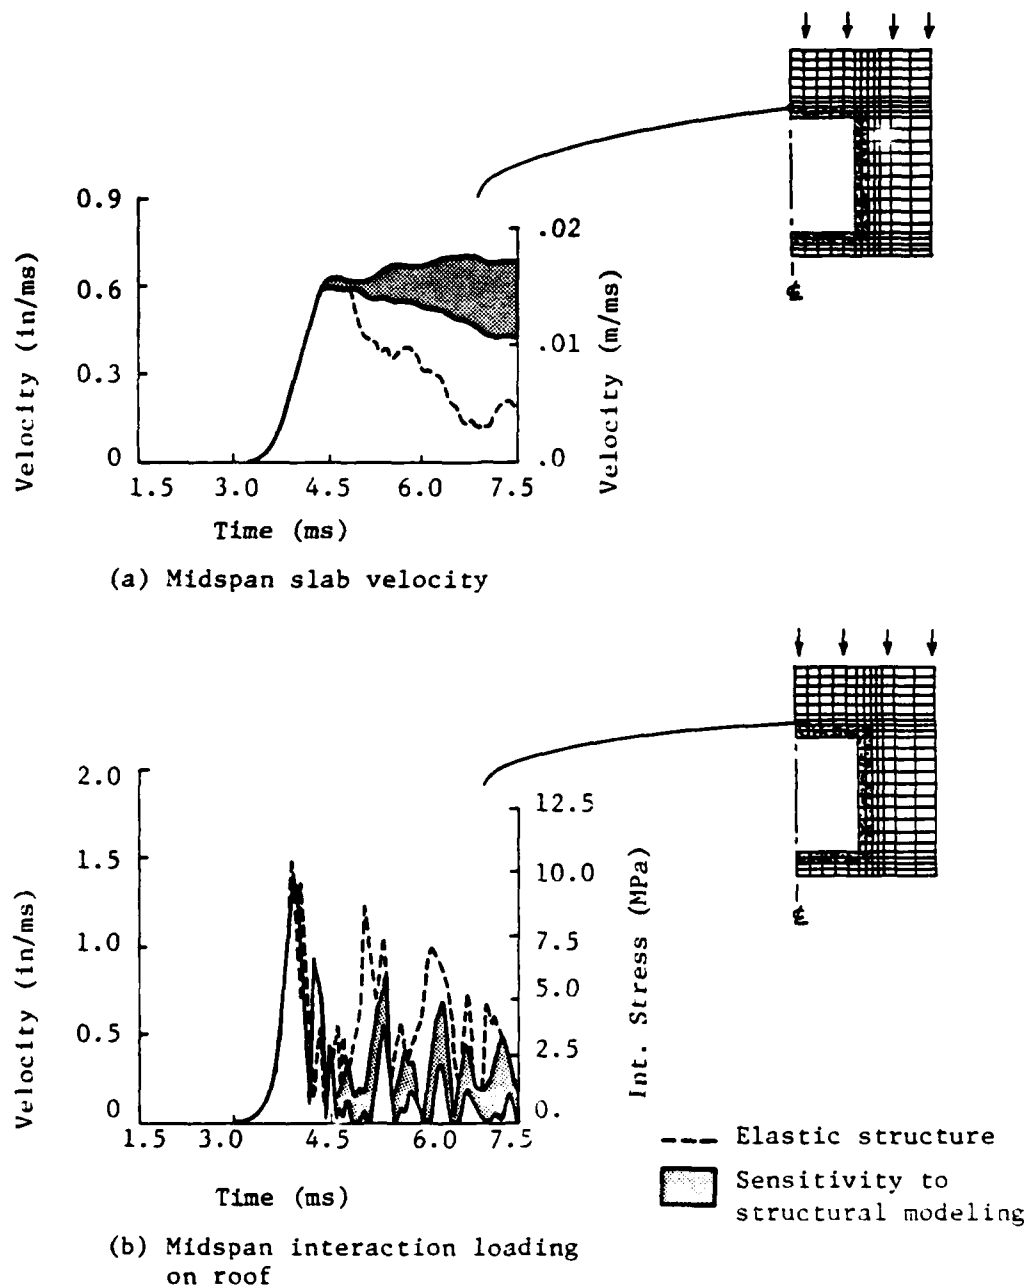 0.9
0.6
0.3
0
Velocity (in/ms)
.02
.01
.0
Velocity (m/ms)
1.5 3.0 4.5 6.0 7.5
Time (ms)
℄
(a) Midspan slab velocity
2.0
1.5
1.0
0.5
0
Velocity (in/ms)
12.5
10.0
7.5
5.0
2.5
0.
Int. Stress (MPa)
1.5 3.0 4.5 6.0 7.5
Time (ms)
℄
Elastic structure
Sensitivity to
structural modeling
(b) Midspan interaction loading
on roof